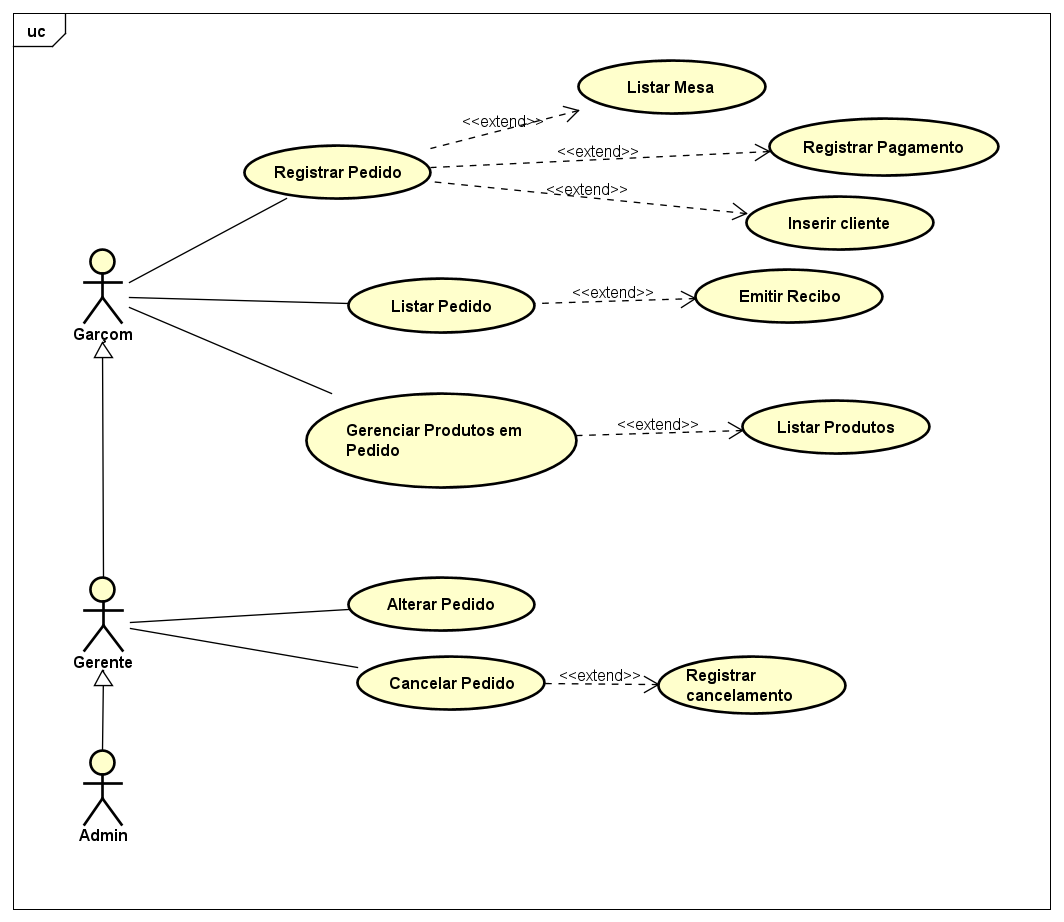 uc
Listar Mesa
<<extend>>
Registrar Pagamento
<<extend>>
Registrar Pedido
<<extend>>
Inserir cliente
Listar Pedido
<<extend>>
Emitir Recibo
Garçom
Gerenciar Produtos em
Pedido
<<extend>>
Listar Produtos
Alterar Pedido
Gerente
Cancelar Pedido
<<extend>>
Registrar
cancelamento
Admin